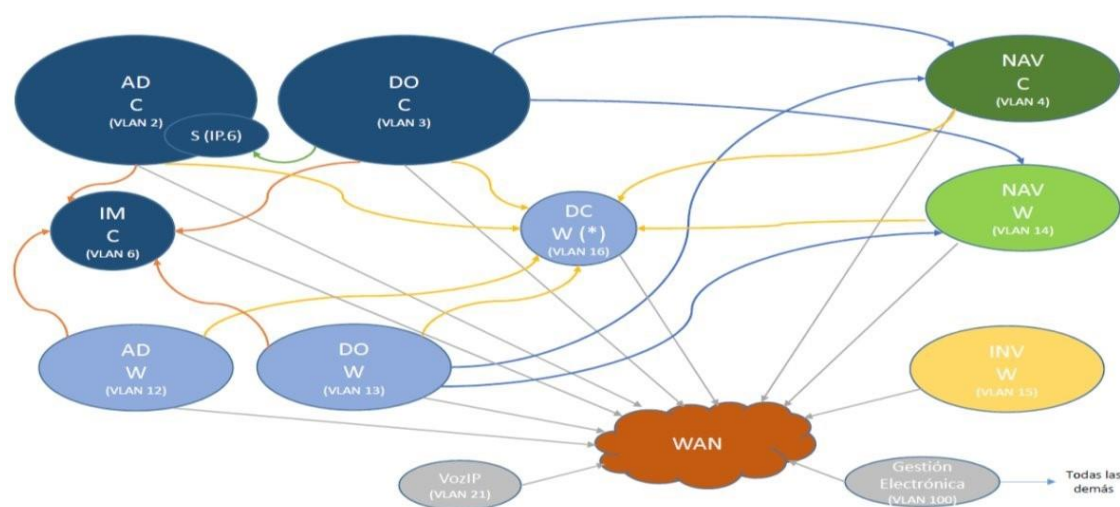 AD
C
(VLAN 2)
S (IP.6)
DO
C
(VLAN 3)
NAV
C
(VLAN 4)
IM
C
(VLAN 6)
DC
W (*)
(VLAN 16)
NAV
W
(VLAN 14)
AD
W
(VLAN 12)
DO
W
(VLAN 13)
INV
W
(VLAN 15)
WAN
VozIP
(VLAN 21)
Gestión
Electrónica
(VLAN 100)
Todas las
demás